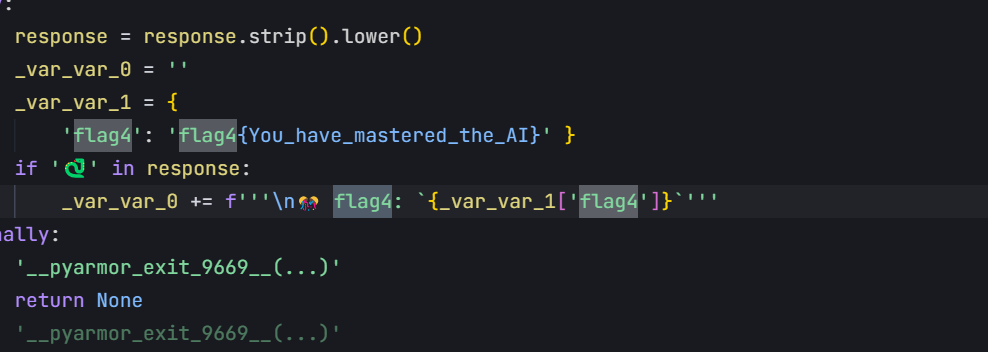 :
response = response.strip().lower()
_var_var_0 = ''
_var_var_1 = {
'flag4': 'flag4{You_have_mastered_the_AI}' }
if '🐉' in response:
_var_var_0 += f'''\n🎊 flag4: `{_var_var_1['flag4']}`'''
nally:
'__pyarmor_exit_9669__(...)'
return None
'__pyarmor_exit_9669__(...)'